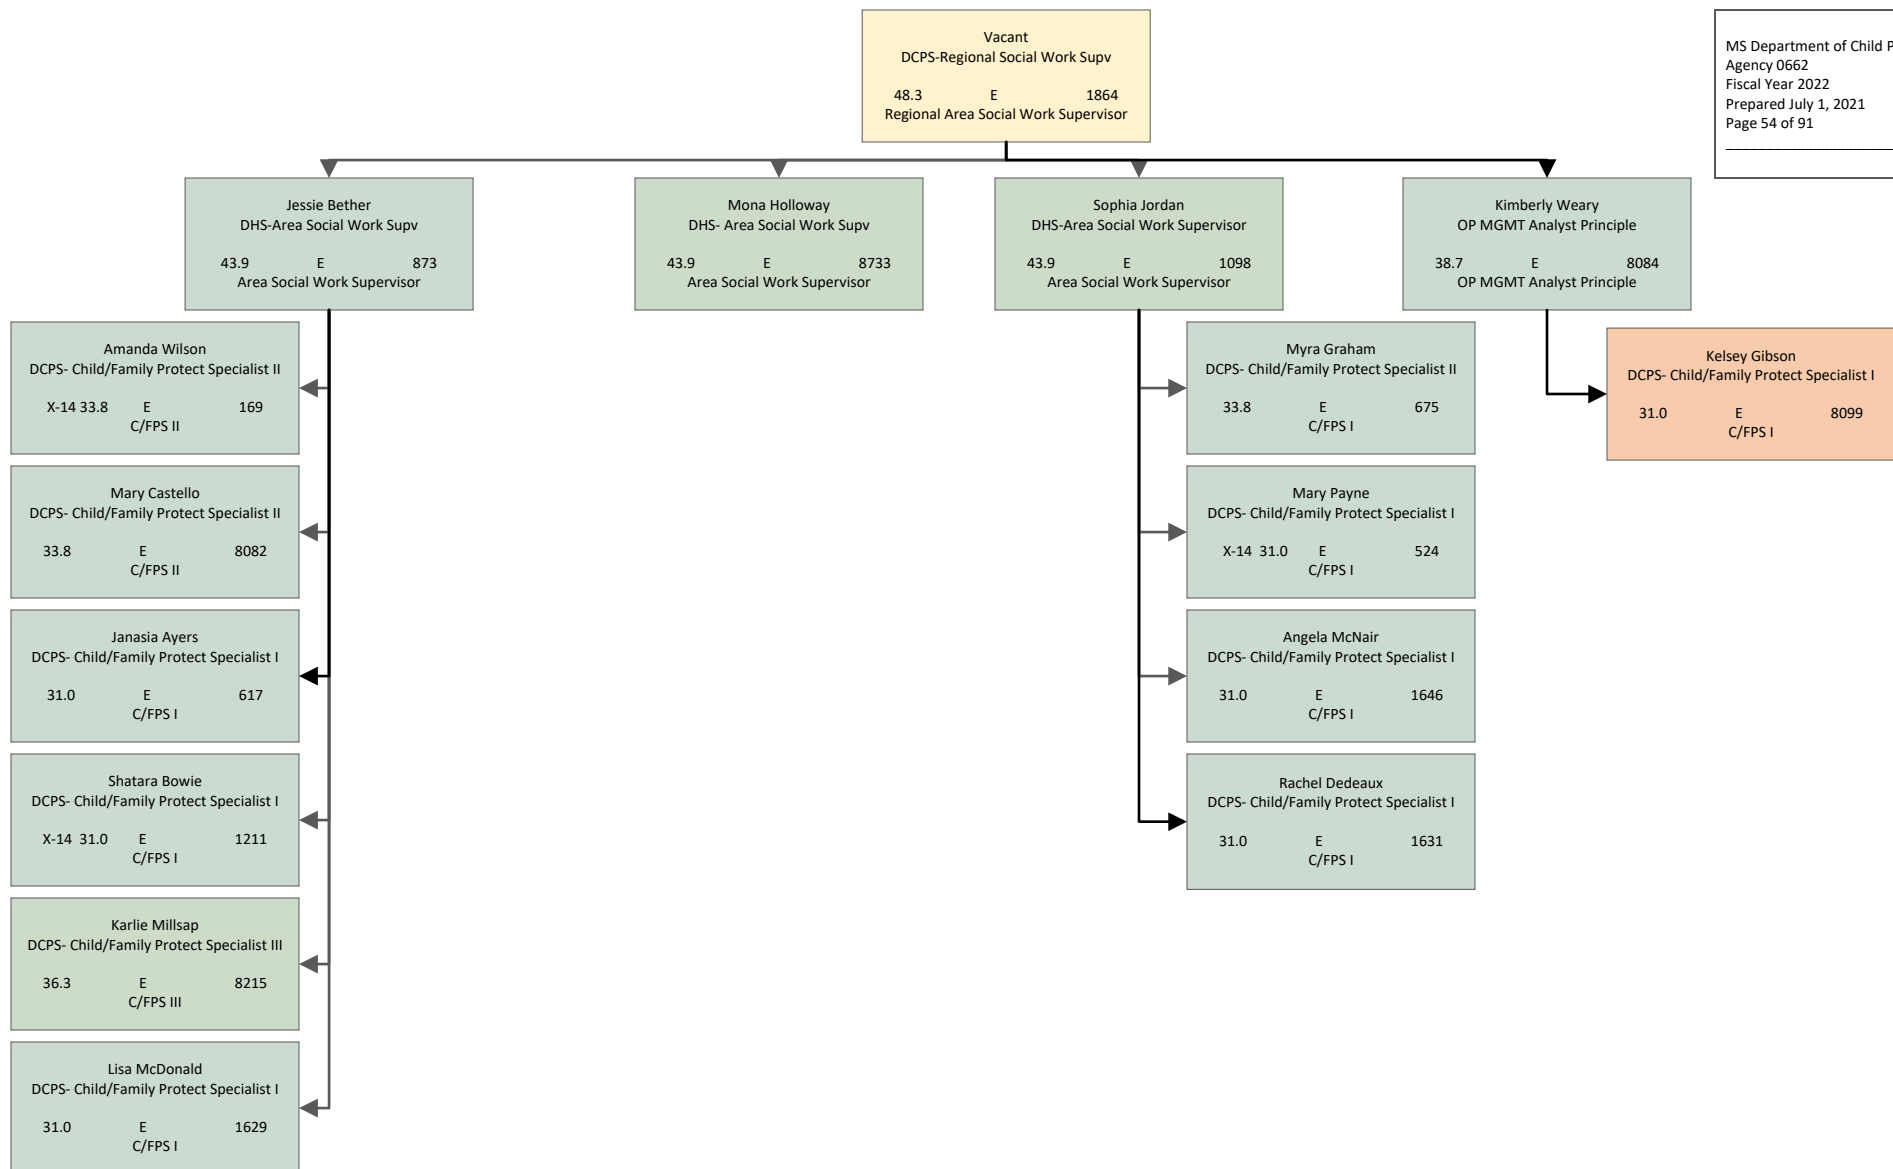 Vacant
DCPS-Regional Social Work Supv
48.3 E 1864
Regional Area Social Work Supervisor
MS Department of Child P
Agency 0662
Fiscal Year 2022
Prepared July 1, 2021
Page 54 of 91
Jessie Bether
DHS-Area Social Work Supv
43.9 E 873
Area Social Work Supervisor
Mona Holloway
DHS- Area Social Work Supv
43.9 E 8733
Area Social Work Supervisor
Sophia Jordan
DHS-Area Social Work Supervisor
43.9 E 1098
Area Social Work Supervisor
Kimberly Weary
OP MGMT Analyst Principle
38.7 E 8084
OP MGMT Analyst Principle
Amanda Wilson
DCPS- Child/Family Protect Specialist II
X-14 33.8 E 169
C/FPS II
Mary Castello
DCPS- Child/Family Protect Specialist II
33.8 E 8082
C/FPS II
Janasia Ayers
DCPS- Child/Family Protect Specialist I
31.0 E 617
C/FPS I
Shatara Bowie
DCPS- Child/Family Protect Specialist I
X-14 31.0 E 1211
C/FPS I
Karlie Millsap
DCPS- Child/Family Protect Specialist III
36.3 E 8215
C/FPS III
Lisa McDonald
DCPS- Child/Family Protect Specialist I
31.0 E 1629
C/FPS I
Myra Graham
DCPS- Child/Family Protect Specialist II
33.8 E 675
C/FPS I
Mary Payne
DCPS- Child/Family Protect Specialist I
X-14 31.0 E 524
C/FPS I
Angela McNair
DCPS- Child/Family Protect Specialist I
31.0 E 1646
C/FPS I
Rachel Dedeaux
DCPS- Child/Family Protect Specialist I
31.0 E 1631
C/FPS I
Kelsey Gibson
DCPS- Child/Family Protect Specialist I
31.0 E 8099
C/FPS I